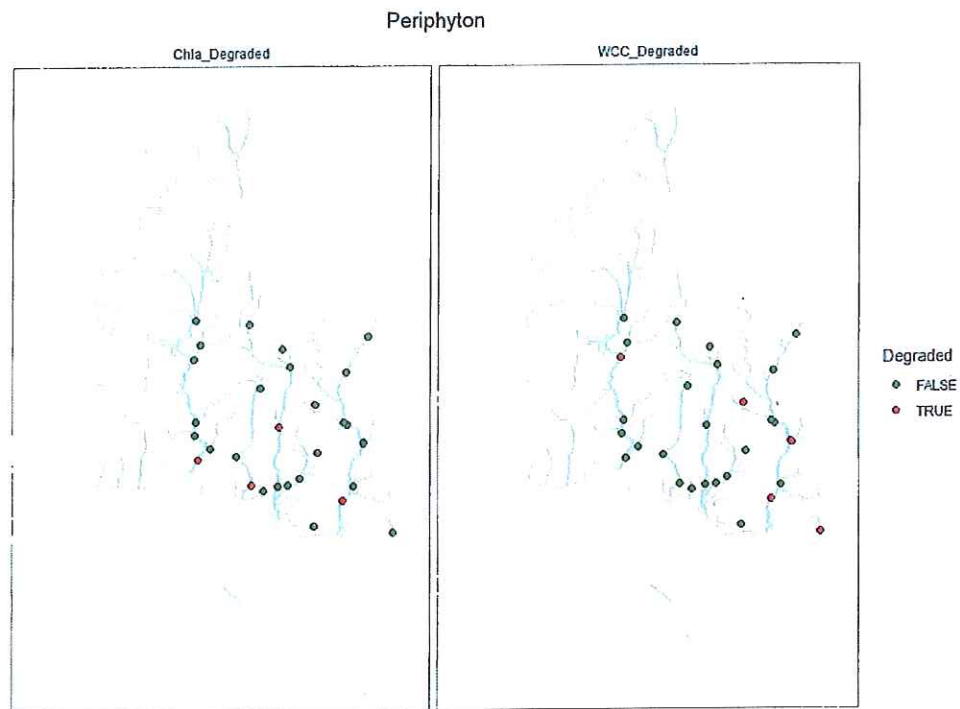 Periphyton
Chla_Degraded
WCC_Degraded
Degraded
FALSE
TRUE